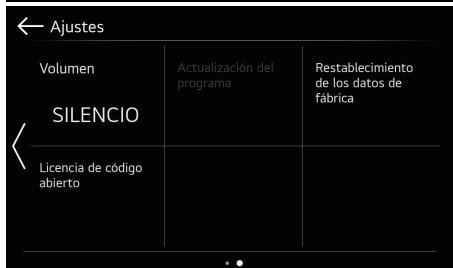 Ajustes
Volumen
SILENCIO
Actualización del
programa
Restablecimiento
de los datos de
fábrica
Licencia de código
abierto